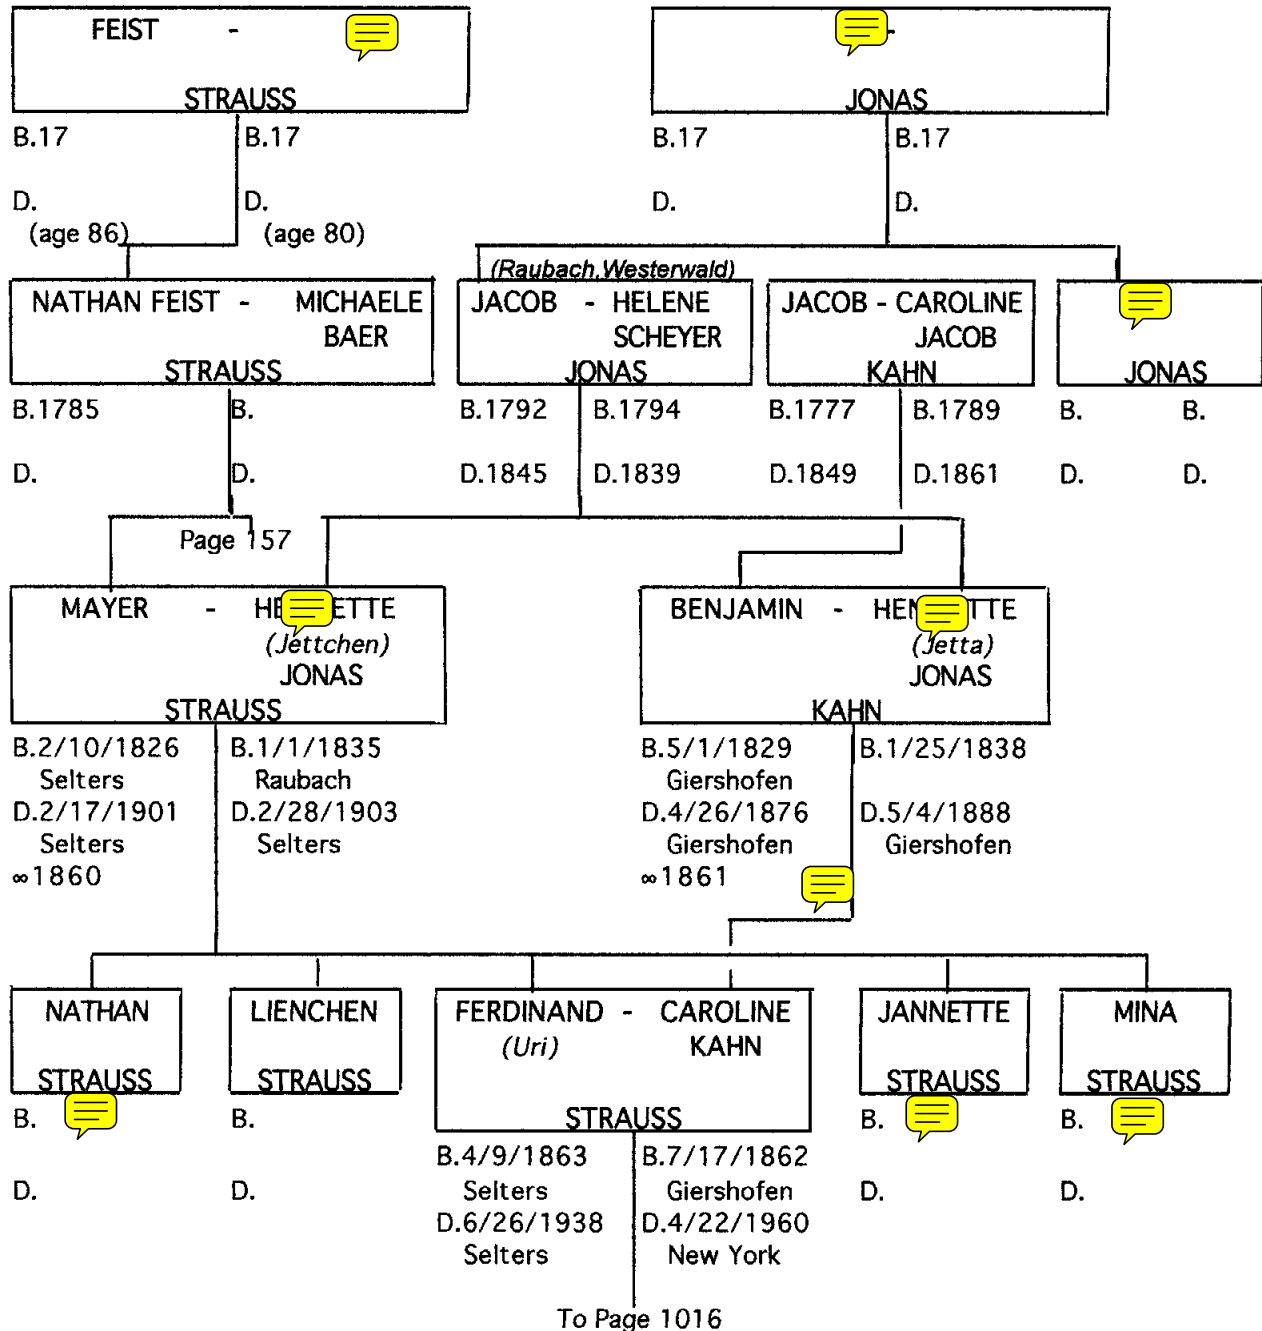 FEIST -
STRAUSS
-
JONAS
B.17 B.17
B.17 B.17
D. D.
(age 86) (age 80)
D. D.
(Raubach,Westerwald)
NATHAN FEIST - MICHAELE
BAER
STRAUSS
JACOB - HELENE
SCHEYER
JONAS
JACOB - CAROLINE
JACOB
KAHN
JONAS
B.1785 B.
D. D.
B.1792 B.1794
D.1845 D.1839
B.1777 B.1789
D.1849 D.1861
B. B.
D. D.
Page 157
MAYER -
(Jettchen)
JONAS
STRAUSS
BENJAMIN -
(Jetta)
JONAS
KAHN
B.2/10/1826 B.1/1/1835
Selters Raubach
D.2/17/1901 D.2/28/1903
Selters Selters
∞1860
B.5/1/1829 B.1/25/1838
Giershofen
D.4/26/1876 D.5/4/1888
Giershofen Giershofen
∞1861
NATHAN
STRAUSS
LIENCHEN
STRAUSS
FERDINAND - CAROLINE
(Uri) KAHN
STRAUSS
JANNETTE
STRAUSS
MINA
STRAUSS
B.
D.
B.
D.
B.4/9/1863 B.7/17/1862
Selters Giershofen
D.6/26/1938 D.4/22/1960
Selters New York
B.
D.
B.
D.
To Page 1016